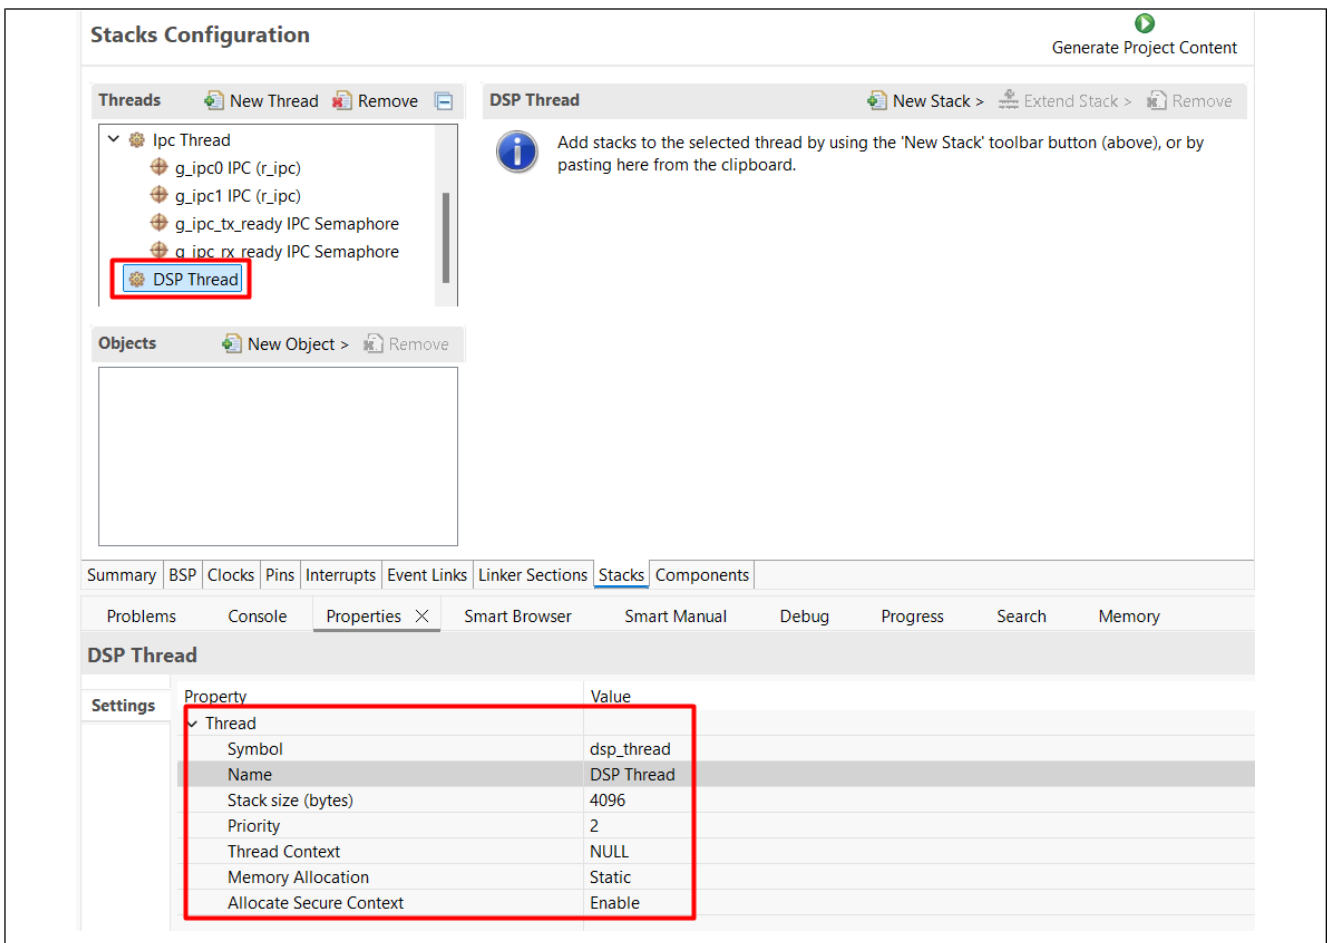 Stacks Configuration
Generate Project Content
Threads New Thread Remove
Ipc Thread
g_ipc0 IPC (r_ipc)
g_ipc1 IPC (r_ipc)
g_ipc_tx_ready IPC Semaphore
g_ipc_rx_ready IPC Semaphore
DSP Thread
DSP Thread New Stack > Extend Stack > Remove
Add stacks to the selected thread by using the 'New Stack' toolbar button (above), or by
pasting here from the clipboard.
Objects New Object > Remove
Summary BSP Clocks Pins Interrupts Event Links Linker Sections Stacks Components
Problems Console Properties Smart Browser Smart Manual Debug Progress Search Memory
DSP Thread
Settings
Property Value
Thread
Symbol dsp_thread
Name DSP Thread
Stack size (bytes) 4096
Priority 2
Thread Context NULL
Memory Allocation Static
Allocate Secure Context Enable